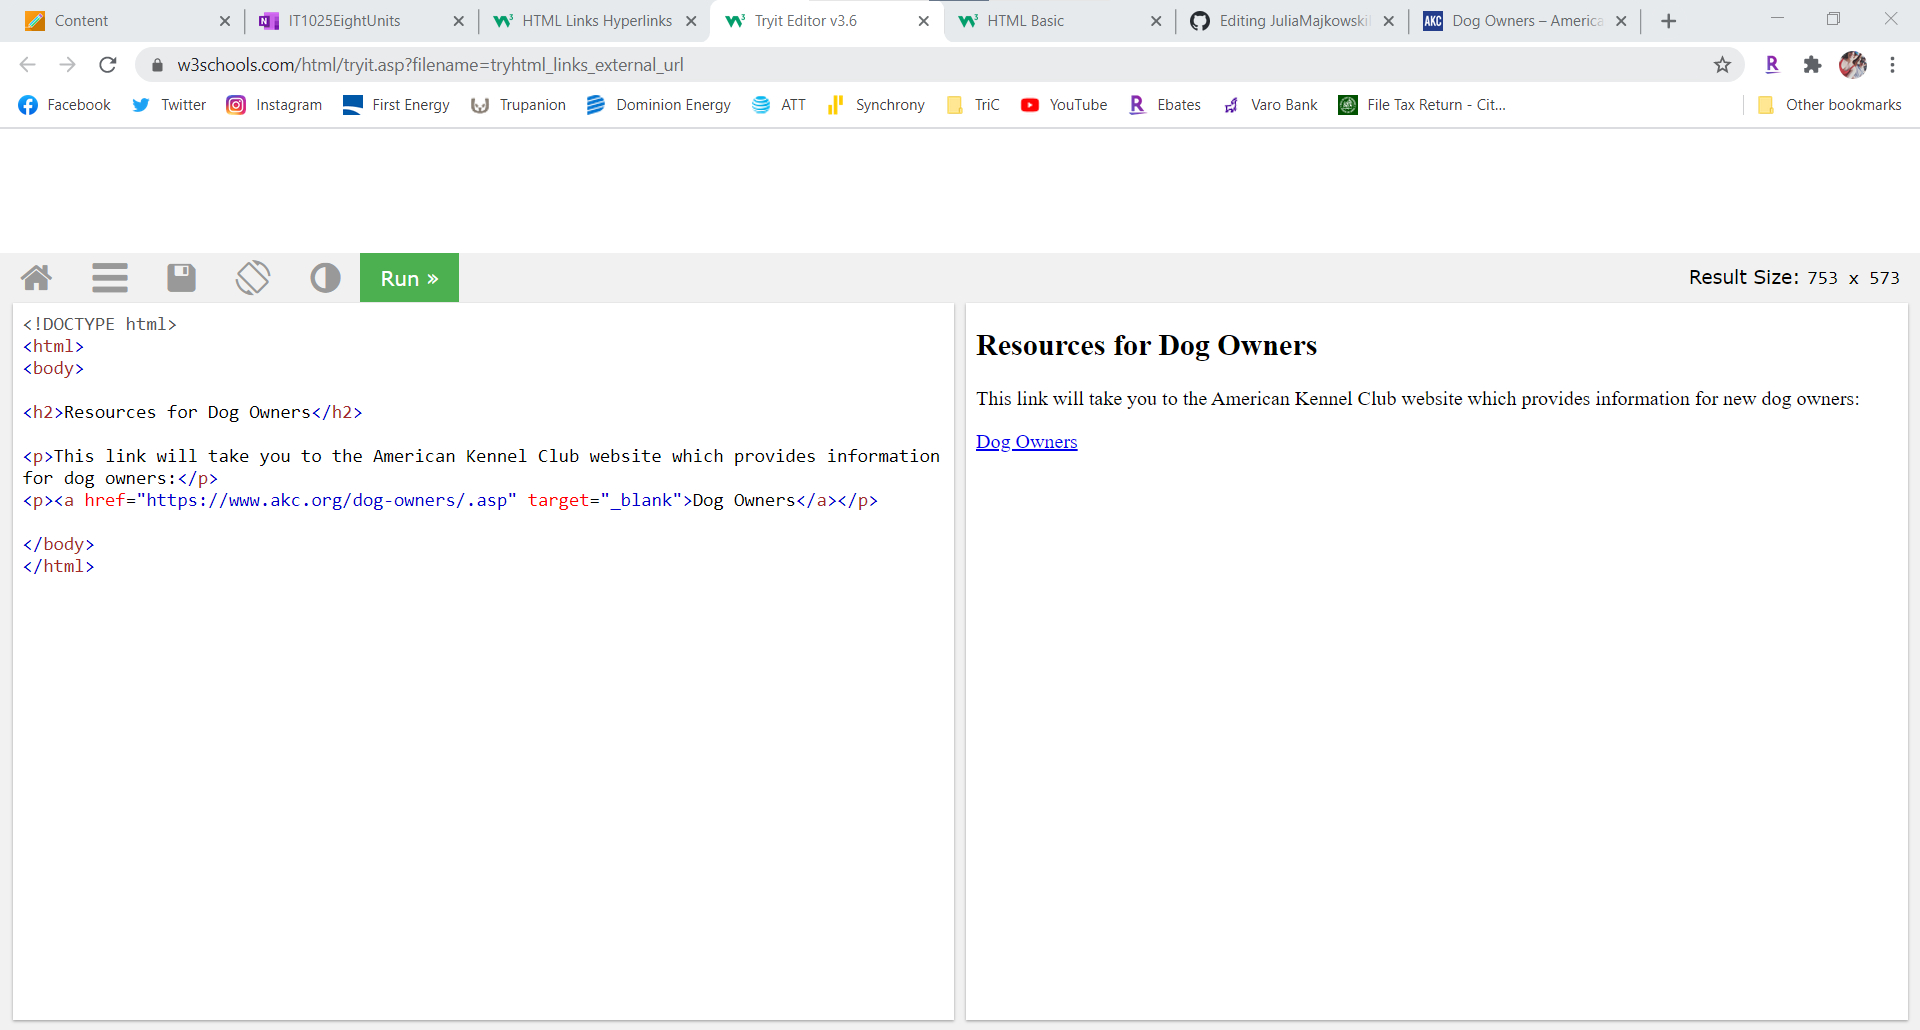 Content
IT1025EightUnits
HTML Links Hyperlinks
Tryit Editor v3.6
HTML Basic
Editing JuliaMajkowski
AKC Dog Owners – America
w3schools.com/html/tryit.asp?filename=tryhtml_links_external_url
R
Facebook Twitter Instagram First Energy Trupanion Dominion Energy ATT Synchrony TriC YouTube R Ebates Varo Bank File Tax Return - Cit... Other bookmarks
Run »
Result Size: 753 x 573
<!DOCTYPE html>
<html>
<body>
<h2>Resources for Dog Owners</h2>
<p>This link will take you to the American Kennel Club website which provides information
for dog owners:</p>
<p><a href="https://www.akc.org/dog-owners/.asp" target="_blank">Dog Owners</a></p>
</body>
</html>
Resources for Dog Owners
This link will take you to the American Kennel Club website which provides information for new dog owners:
Dog Owners